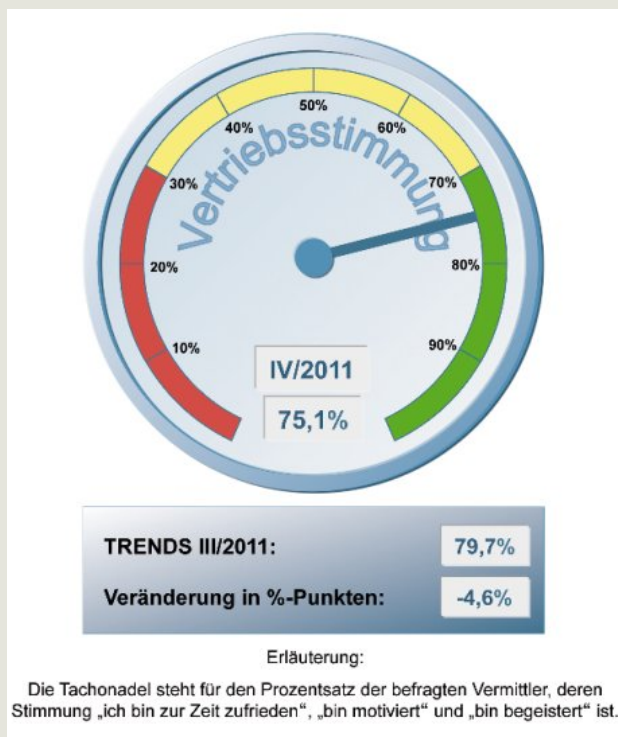 50%
40%
60%
Vertriebsstimmung
30%
70%
20%
80%
10%
90%
IV/2011
75,1%
TRENDS III/2011:
79,7%
Veränderung in %-Punkten:
-4,6%
Erläuterung:
Die Tachonadel steht für den Prozentsatz der befragten Vermittler, deren
Stimmung „ich bin zur Zeit zufrieden“, „bin motiviert“ und „bin begeistert“ ist.